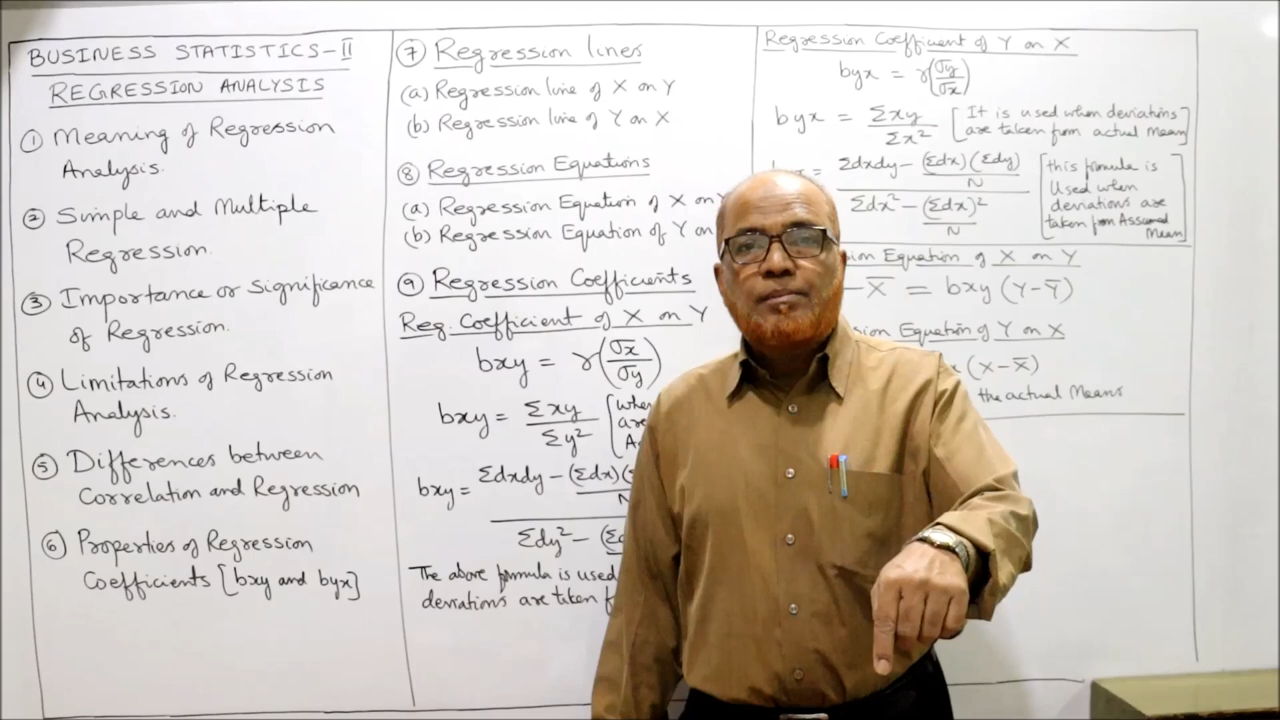 BUSINESS STATISTICS-II
REGRESSION ANALYSIS
① Meaning of Regression
Analysis.
② Simple and Multiple
Regression.
③ Importance or Significance
of Regression.
④ Limitations of Regression
Analysis.
⑤ Differences between
Correlation and Regression
⑥ Properties of Regression
Coefficients [bxy and byx]
⑦ Regression lines
(a) Regression line of X on Y
(b) Regression line of Y on X
⑧ Regression Equations
(a) Regression Equation of X on Y
(b) Regression Equation of Y on
⑨ Regression Coefficients
Reg. Coefficient of X on Y
bxy = r(σx/σy)
bxy = Σxy/Σy²
are
bxy = Σdxdy - (Σdx)(
N
Σdy² - (
The above formula is used
deviations are taken
Regression Coefficient of Y on X
byx = r(σy/σx)
byx = Σxy/Σx² [It is used when deviations
are taken from actual Mean]
= Σdxdy - (Σdx)(Σdy)/N
Σdx² - (Σdx)²/N
[this formula is
Used when
deviations are
taken from Assumed
Mean]
Equation of X on Y
- X̄ = bxy (Y-Ȳ)
Equation of Y on X
(X-X̄)
the actual Means